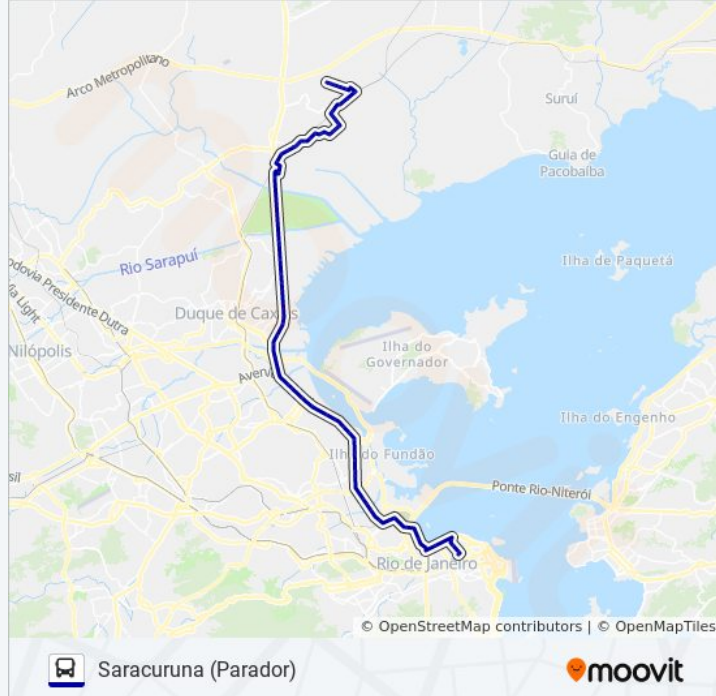 Arco Metropolitano
Suruí
Guia de
Pacobaíba
Rio Sarapuí
Ilha de Paquetá
odovia Presidente Dutra
Duque de Caxias
Nilópolis
Ilha do
Governador
Aveni
Ilha do Engenho
Ilha do Fundão
Ponte Rio-Niterói
Rio de Janeiro
© OpenStreetMap contributors | © OpenMapTiles
Saracuruna (Parador)
moovit